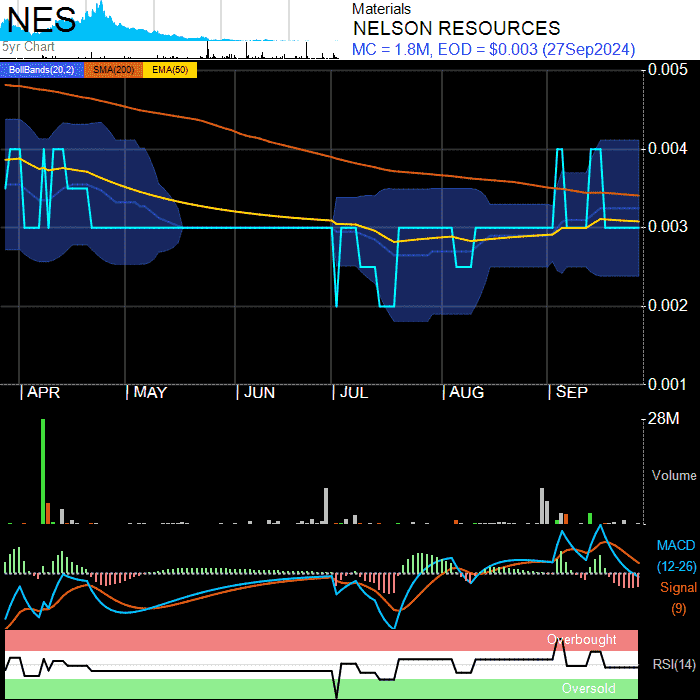 NES
5yr Chart
Materials
NELSON RESOURCES
MC = 1.8M, EOD = $0.003 (27Sep2024)
BollBands(20,2) SMA(200) EMA(50)
0.005
0.004
0.003
0.002
0.001
| APR | MAY | JUN | JUL | AUG | SEP
28M
Volume
MACD
(12-26)
Signal
(9)
Overbought
RSI(14)
Oversold